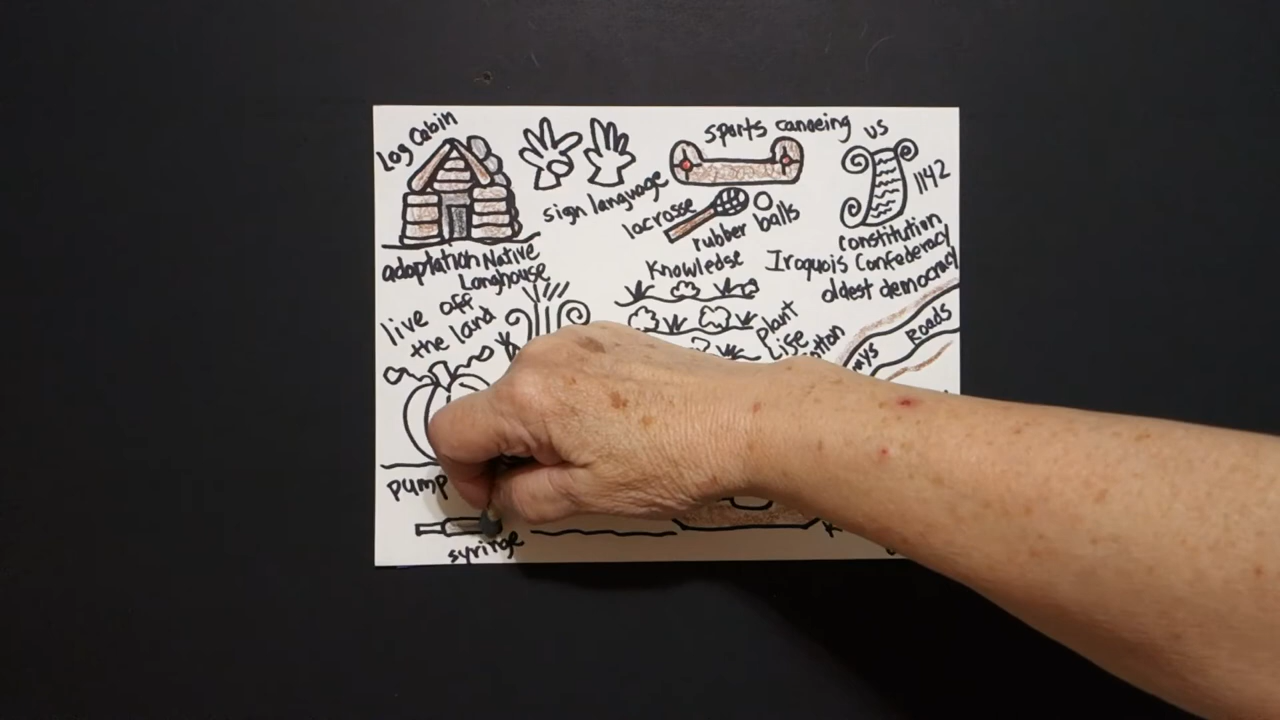 Log Cabin
adaptation Native
Longhouse
sign language
sports canoeing
lacrosse
rubber balls
US
1142
constitution
Iroquois Confederacy
oldest democracy
Knowledge
Plant
Life
live off
the land
Roads
syringe